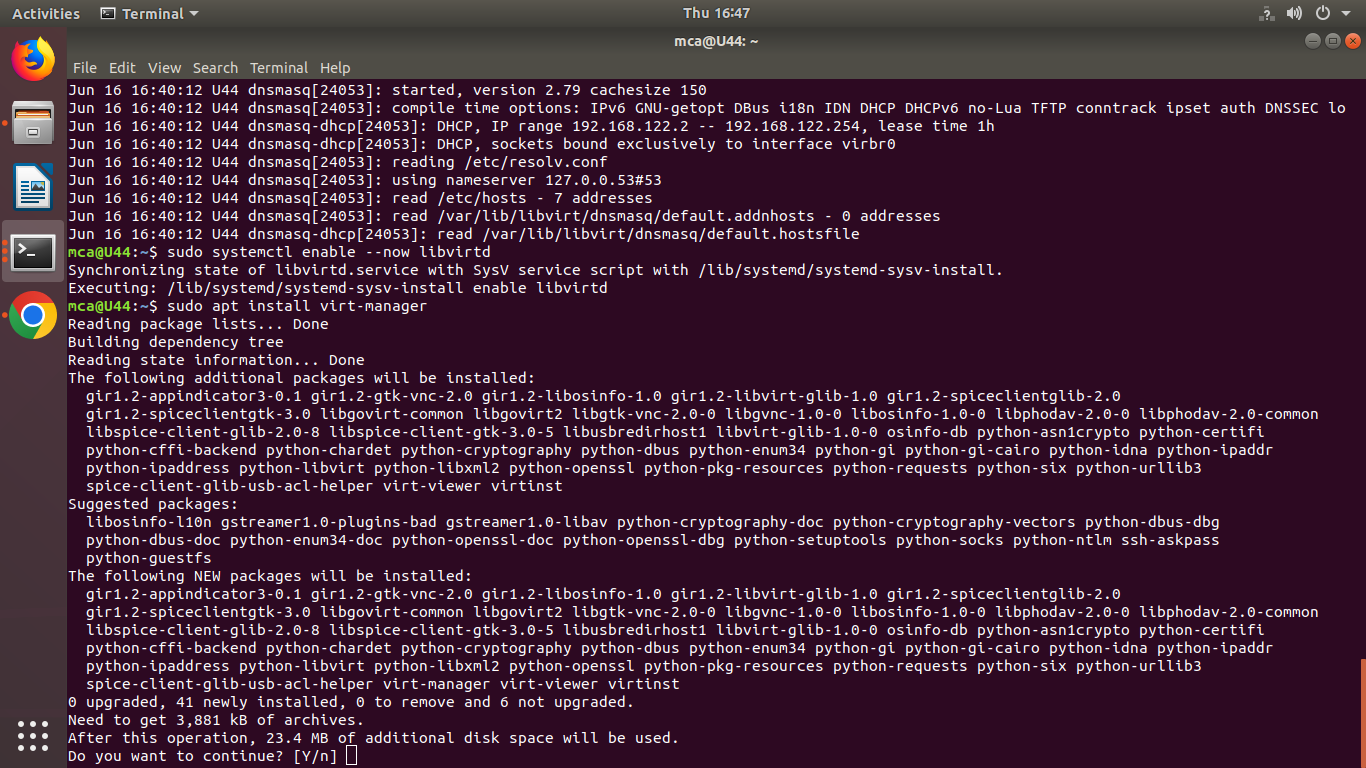 Activities Terminal Thu 16:47
mca@U44: ~
File Edit View Search Terminal Help
Jun 16 16:40:12 U44 dnsmasq[24053]: started, version 2.79 cachesize 150
Jun 16 16:40:12 U44 dnsmasq[24053]: compile time options: IPv6 GNU-getopt DBus i18n IDN DHCP DHCPv6 no-Lua TFTP conntrack ipset auth DNSSEC lo
Jun 16 16:40:12 U44 dnsmasq-dhcp[24053]: DHCP, IP range 192.168.122.2 -- 192.168.122.254, lease time 1h
Jun 16 16:40:12 U44 dnsmasq-dhcp[24053]: DHCP, sockets bound exclusively to interface virbr0
Jun 16 16:40:12 U44 dnsmasq[24053]: reading /etc/resolv.conf
Jun 16 16:40:12 U44 dnsmasq[24053]: using nameserver 127.0.0.53#53
Jun 16 16:40:12 U44 dnsmasq[24053]: read /etc/hosts - 7 addresses
Jun 16 16:40:12 U44 dnsmasq[24053]: read /var/lib/libvirt/dnsmasq/default.addnhosts - 0 addresses
Jun 16 16:40:12 U44 dnsmasq-dhcp[24053]: read /var/lib/libvirt/dnsmasq/default.hostsfile
mca@U44:~$ sudo systemctl enable --now libvirtd
Synchronizing state of libvirtd.service with SysV service script with /lib/systemd/systemd-sysv-install.
Executing: /lib/systemd/systemd-sysv-install enable libvirtd
mca@U44:~$ sudo apt install virt-manager
Reading package lists... Done
Building dependency tree
Reading state information... Done
The following additional packages will be installed:
gir1.2-appindicator3-0.1 gir1.2-gtk-vnc-2.0 gir1.2-libosinfo-1.0 gir1.2-libvirt-glib-1.0 gir1.2-spiceclientglib-2.0
gir1.2-spiceclientgtk-3.0 libgovirt-common libgovirt2 libgtk-vnc-2.0-0 libgvnc-1.0-0 libosinfo-1.0-0 libphodav-2.0-0 libphodav-2.0-common
libspice-client-glib-2.0-8 libspice-client-gtk-3.0-5 libusbredirhost1 libvirt-glib-1.0-0 osinfo-db python-asn1crypto python-certifi
python-cffi-backend python-chardet python-cryptography python-dbus python-enum34 python-gi python-gi-cairo python-idna python-ipaddr
python-ipaddress python-libvirt python-libxml2 python-openssl python-pkg-resources python-requests python-six python-urllib3
spice-client-glib-usb-acl-helper virt-viewer virtinst
Suggested packages:
libosinfo-l10n gstreamer1.0-plugins-bad gstreamer1.0-libav python-cryptography-doc python-cryptography-vectors python-dbus-dbg
python-dbus-doc python-enum34-doc python-openssl-doc python-openssl-dbg python-setuptools python-socks python-ntlm ssh-askpass
python-guestfs
The following NEW packages will be installed:
gir1.2-appindicator3-0.1 gir1.2-gtk-vnc-2.0 gir1.2-libosinfo-1.0 gir1.2-libvirt-glib-1.0 gir1.2-spiceclientglib-2.0
gir1.2-spiceclientgtk-3.0 libgovirt-common libgovirt2 libgtk-vnc-2.0-0 libgvnc-1.0-0 libosinfo-1.0-0 libphodav-2.0-0 libphodav-2.0-common
libspice-client-glib-2.0-8 libspice-client-gtk-3.0-5 libusbredirhost1 libvirt-glib-1.0-0 osinfo-db python-asn1crypto python-certifi
python-cffi-backend python-chardet python-cryptography python-dbus python-enum34 python-gi python-gi-cairo python-idna python-ipaddr
python-ipaddress python-libvirt python-libxml2 python-openssl python-pkg-resources python-requests python-six python-urllib3
spice-client-glib-usb-acl-helper virt-manager virt-viewer virtinst
0 upgraded, 41 newly installed, 0 to remove and 6 not upgraded.
Need to get 3,881 kB of archives.
After this operation, 23.4 MB of additional disk space will be used.
Do you want to continue? [Y/n]